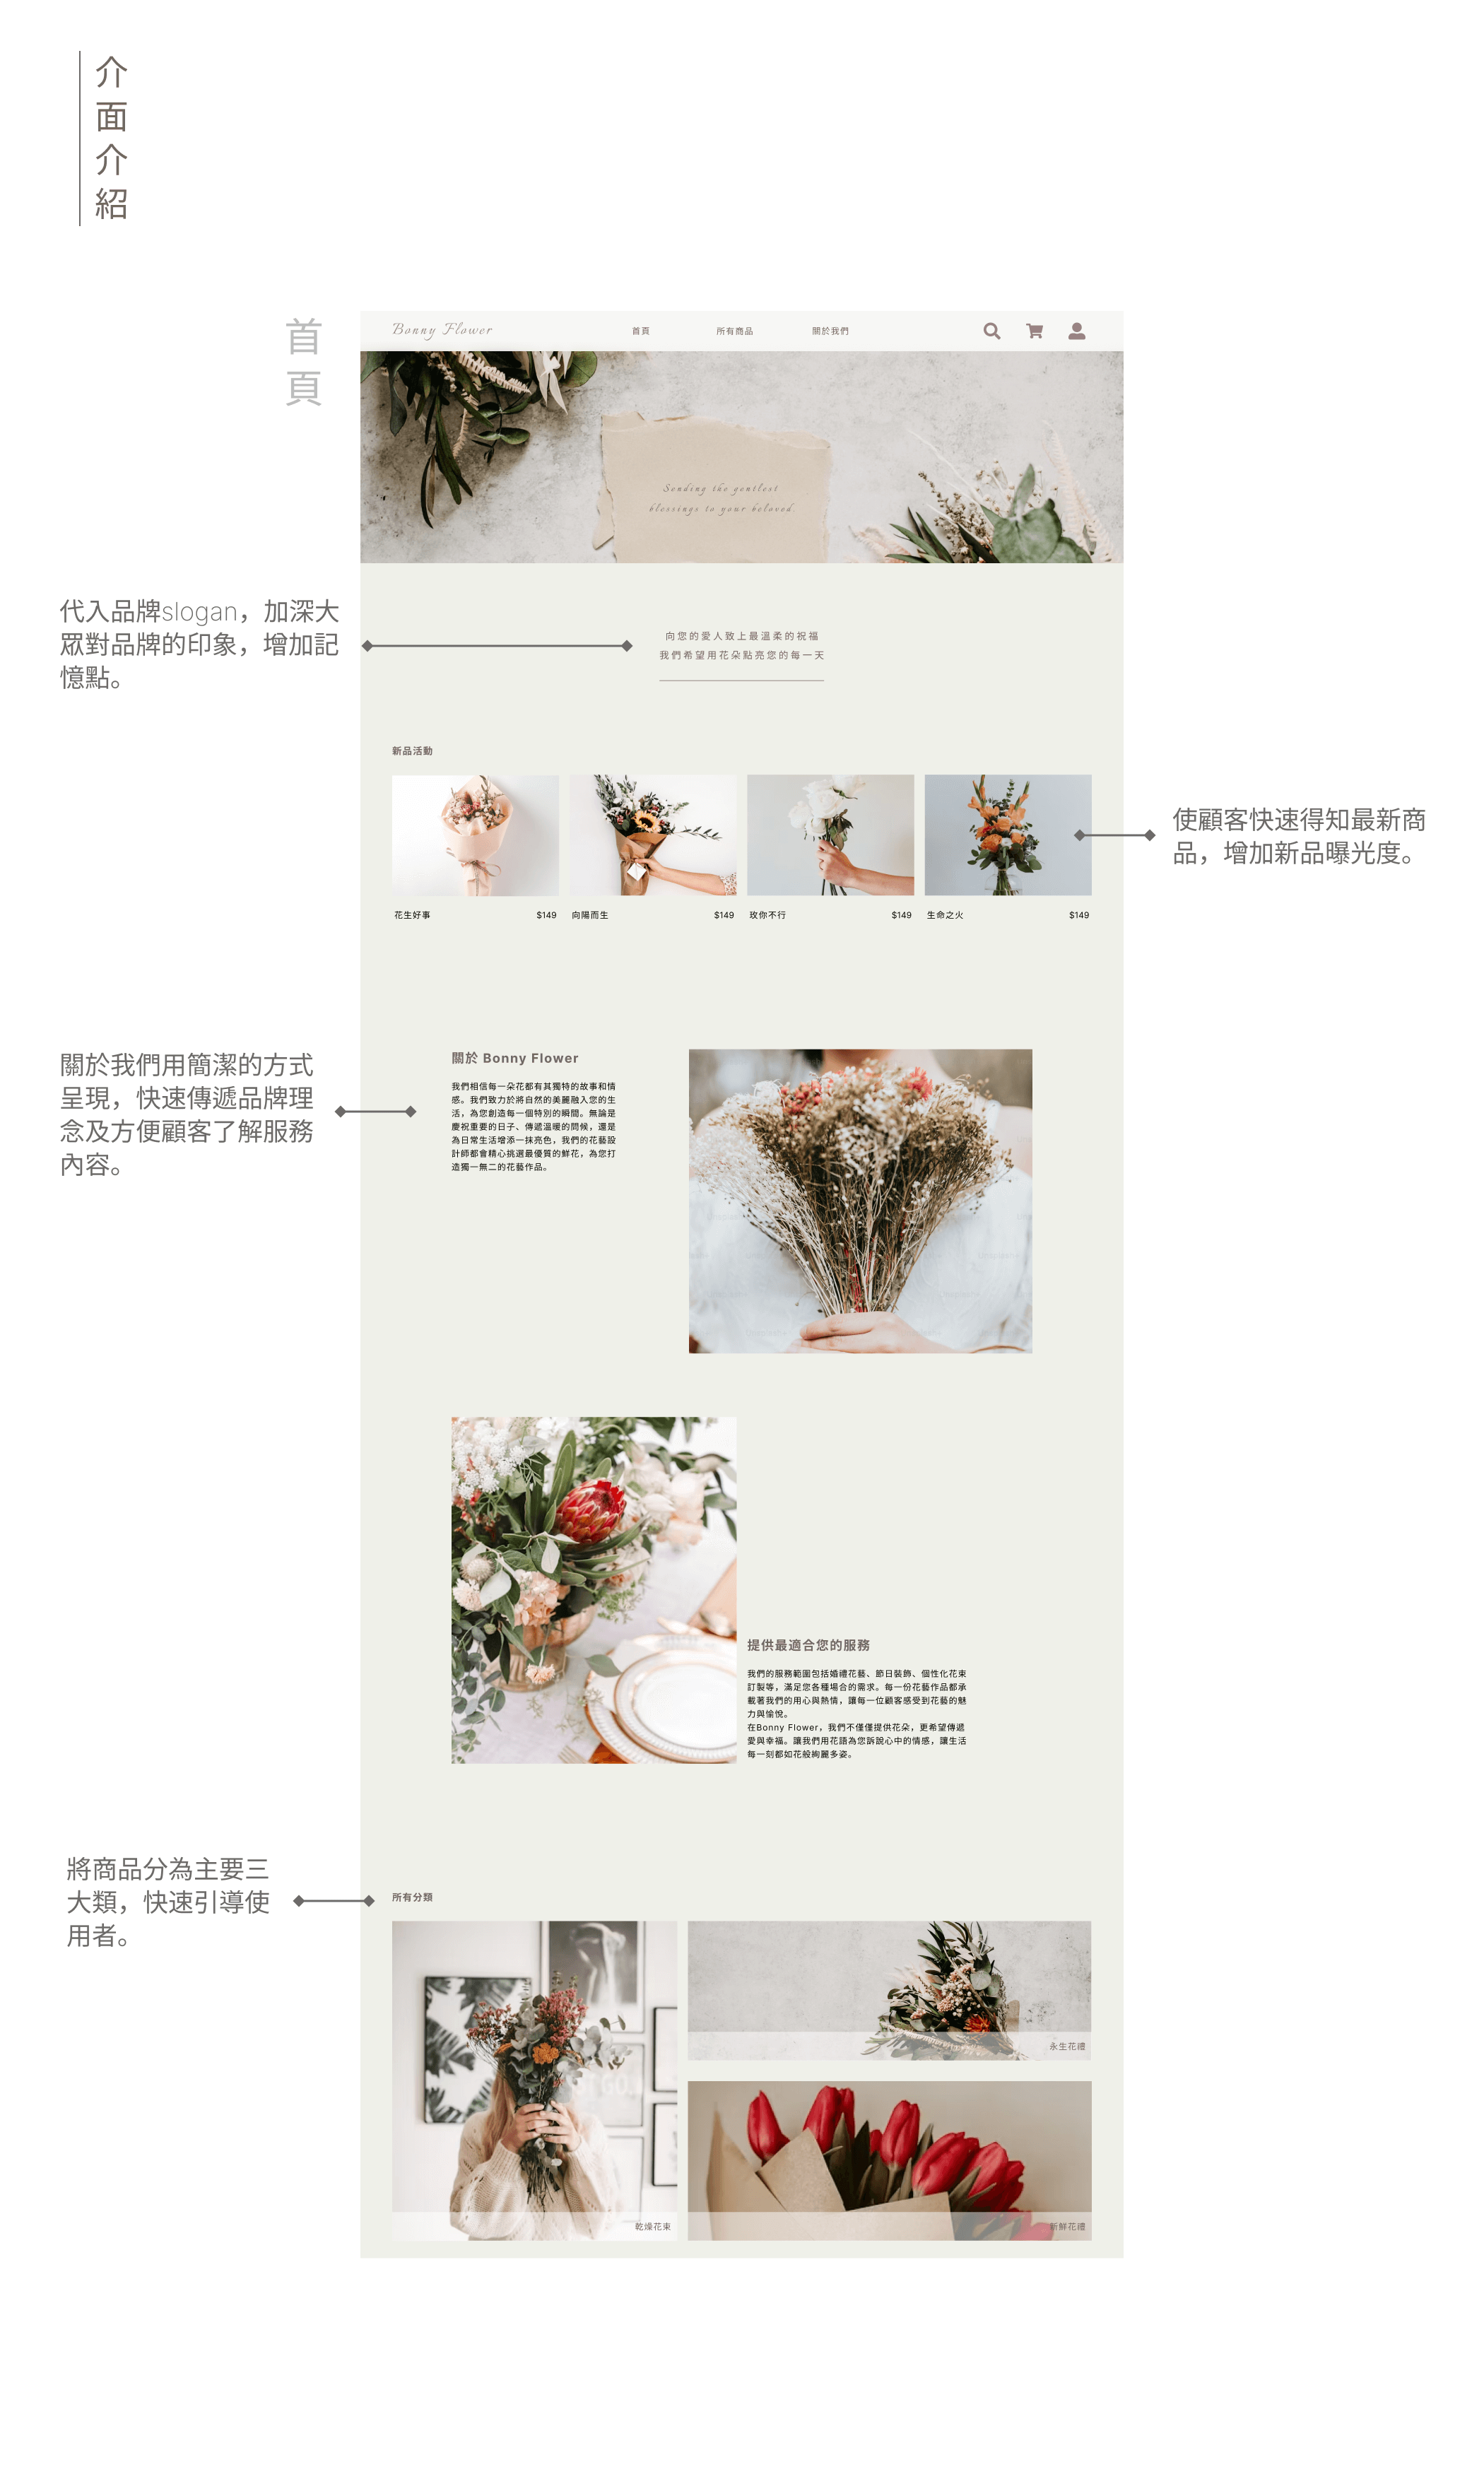 介面介紹
首頁
Bonny Flower
首頁
所有商品
關於我們
Sending the gentlest
blessings to your beloved.
代入品牌slogan，加深大
眾對品牌的印象，增加記
憶點。
向您的愛人致上最溫柔的祝福
我們希望用花朵點亮您的每一天
新品活動
花生好事
$149
向陽而生
$149
玫你不行
$149
生命之火
$149
使顧客快速得知最新商
品，增加新品曝光度。
關於我們用簡潔的方式
呈現，快速傳遞品牌理
念及方便顧客了解服務
內容。
關於 Bonny Flower
我們相信每一朵花都有其獨特的故事和情
感。我們致力於將自然的美麗融入您的生
活，為您創造每一個特別的瞬間。無論是
慶祝重要的日子、傳遞溫暖的問候，還是
為日常生活增添一抹亮色，我們的花藝設
計師都會精心挑選最優質的鮮花，為您打
造獨一無二的花藝作品。
提供最適合您的服務
我們的服務範圍包括婚禮花藝、節日裝飾、個性化花束
訂製等，滿足您各種場合的需求。每一份花藝作品都承
載著我們的用心與熱情，讓每一位顧客感受到花藝的魅
力與愉悅。
在Bonny Flower，我們不僅僅提供花朵，更希望傳遞
愛與幸福。讓我們用花語為您訴說心中的情感，讓生活
每一刻都如花般絢麗多姿。
將商品分為主要三
大類，快速引導使
用者。
所有分類
永生花禮
乾燥花束
新鮮花禮